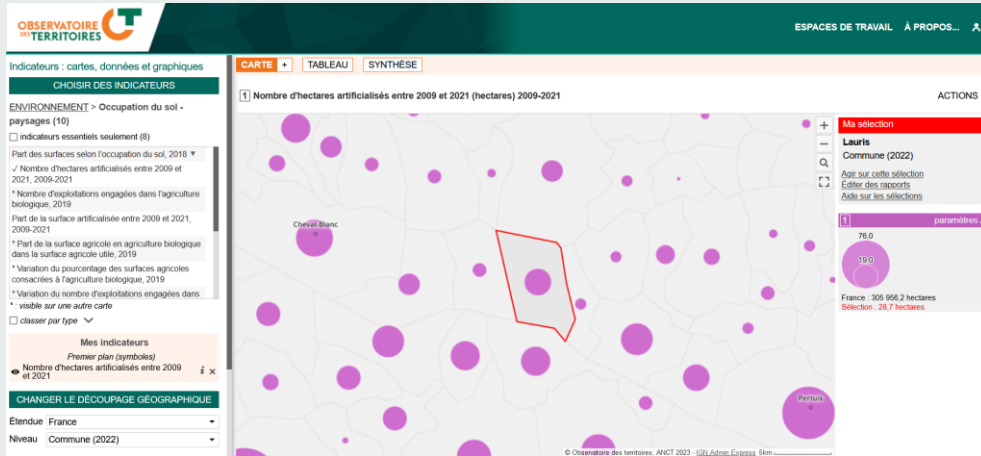 OBSERVATOIRE
DES TERRITOIRES
ESPACES DE TRAVAIL À PROPOS...
Indicateurs : cartes, données et graphiques
CHOISIR DES INDICATEURS
ENVIRONNEMENT > Occupation du sol -
paysages (10)
indicateurs essentiels seulement (8)
Part des surfaces selon l'occupation du sol, 2018 ▼
✓ Nombre d'hectares artificialisés entre 2009 et
2021, 2009-2021
* Nombre d'exploitations engagées dans l'agriculture
biologique, 2019
Part de la surface artificialisée entre 2009 et 2021,
2009-2021
* Part de la surface agricole en agriculture biologique
dans la surface agricole utile, 2019
* Variation du pourcentage des surfaces agricoles
consacrées à l'agriculture biologique, 2019
* Variation du nombre d'exploitations engagées dans
* : visible sur une autre carte
classer par type
Mes indicateurs
Premier plan (symboles)
Nombre d'hectares artificialisés entre 2009
et 2021
i ×
CHANGER LE DÉCOUPAGE GÉOGRAPHIQUE
Étendue France
Niveau Commune (2022)
CARTE +
TABLEAU
SYNTHÈSE
1 Nombre d'hectares artificialisés entre 2009 et 2021 (hectares) 2009-2021
ACTIONS
Cheval-Blanc
Pertuis
© Observatoire des territoires, ANCT 2023 - IGN Admin Express 5km
+
−
Ma sélection
Lauris
Commune (2022)
Agir sur cette sélection
Éditer des rapports
Aide sur les sélections
1 paramètres
76,0
19,0
France : 305 956,2 hectares
Sélection : 28,7 hectares